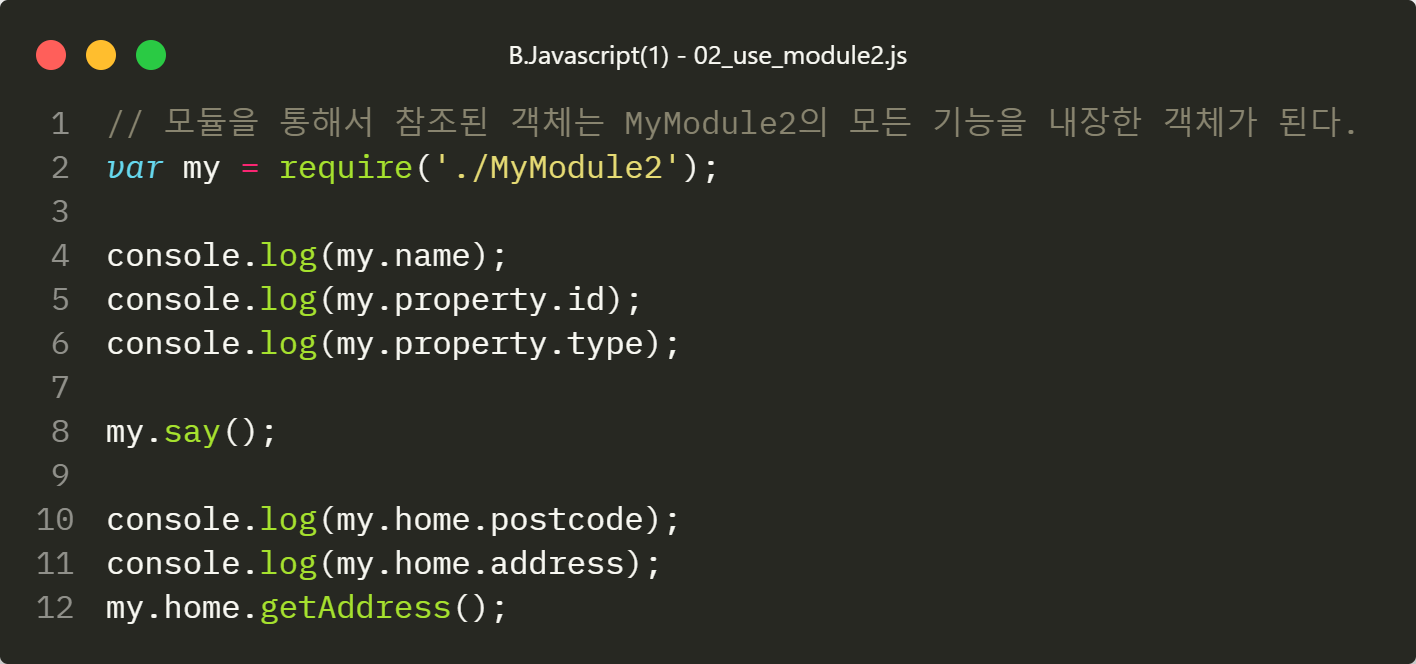 B.Javascript(1) - 02_use_module2.js
1 // 모듈을 통해서 참조된 객체는 MyModule2의 모든 기능을 내장한 객체가 된다.
2 var my = require('./MyModule2');
3
4 console.log(my.name);
5 console.log(my.property.id);
6 console.log(my.property.type);
7
8 my.say();
9
10 console.log(my.home.postcode);
11 console.log(my.home.address);
12 my.home.getAddress();